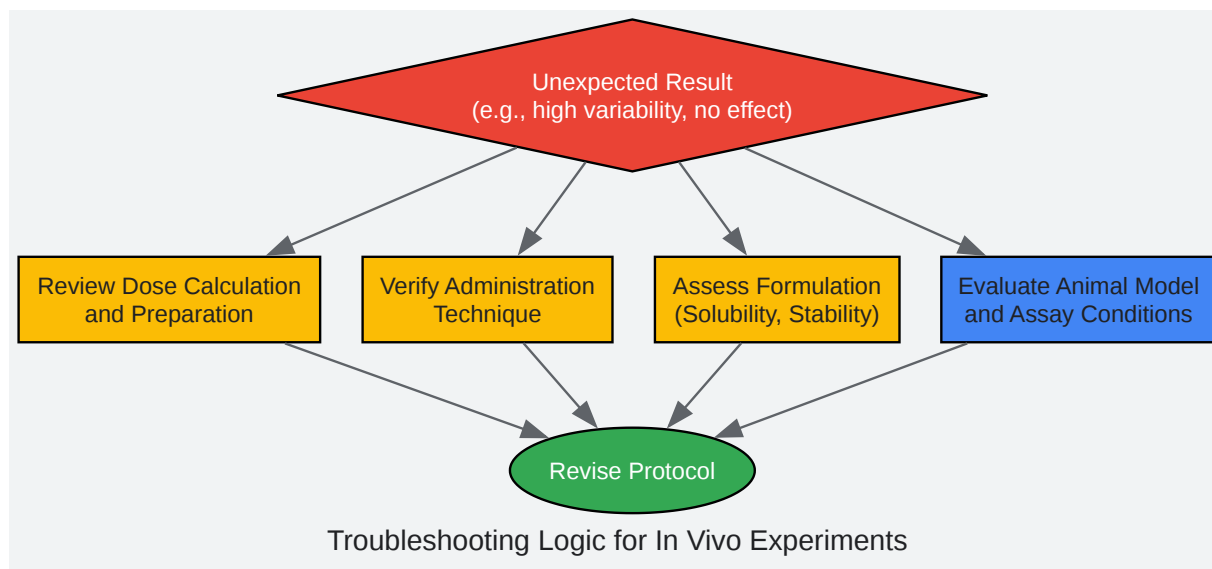 Unexpected Result
(e.g., high variability, no effect)
Review Dose Calculation
and Preparation
Verify Administration
Technique
Assess Formulation
(Solubility, Stability)
Evaluate Animal Model
and Assay Conditions
Revise Protocol
Troubleshooting Logic for In Vivo Experiments